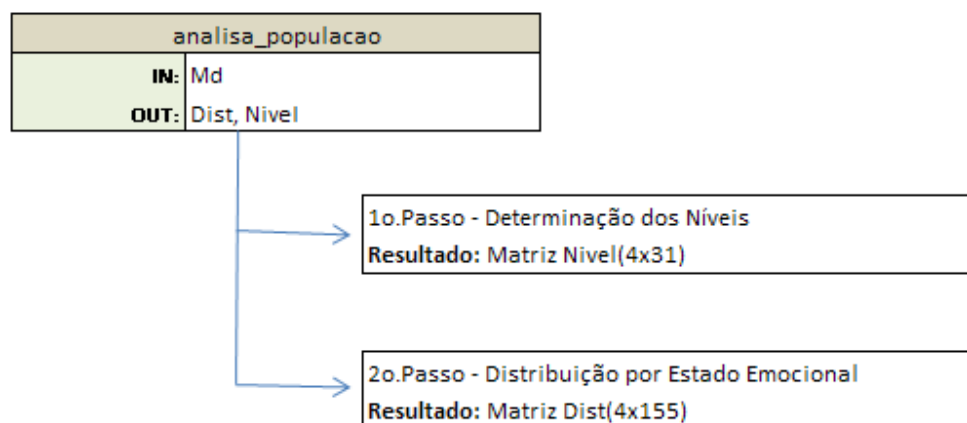 analisa_populacao
IN: Md
OUT: Dist, Nivel
1o.Passo - Determinação dos Níveis
Resultado: Matriz Nivel(4x31)
2o.Passo - Distribuição por Estado Emocional
Resultado: Matriz Dist(4x155)